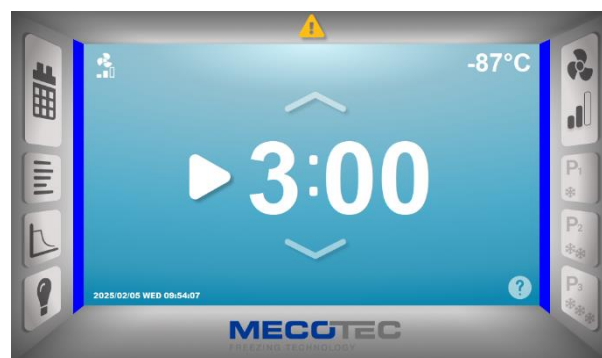 -87°C
3:00
P1
P2
P3
2025/02/05 WED 09:54:07
?
MECOTEC
FREEZING TECHNOLOGY